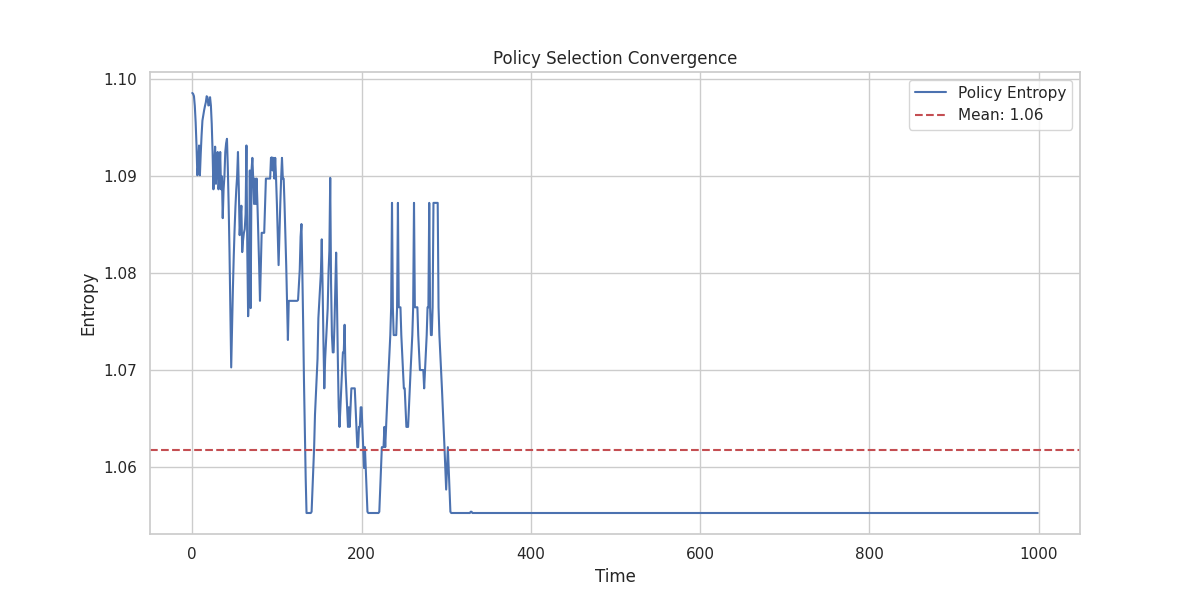 Policy Selection Convergence
Policy Entropy
Mean: 1.06
Entropy
1.10
1.09
1.08
1.07
1.06
0
200
400
600
800
1000
Time